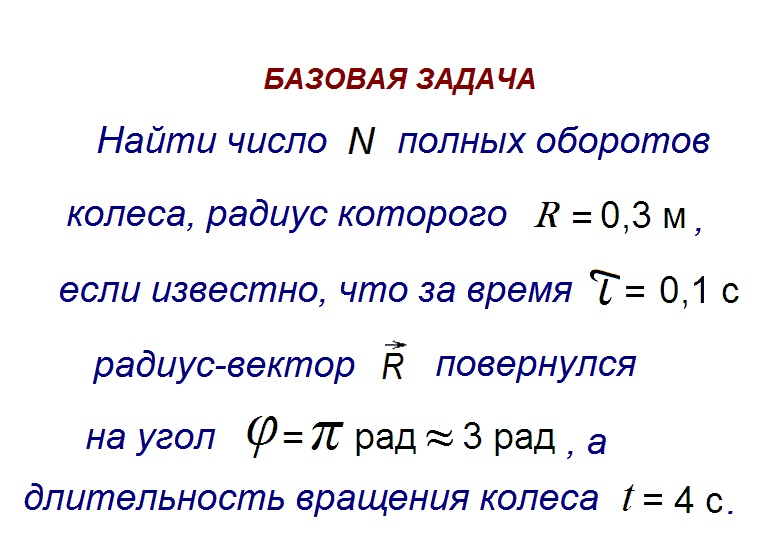 БАЗОВАЯ ЗАДАЧА
Найти число N полных оборотов
колеса, радиус которого R = 0,3 м ,
если известно, что за время τ = 0,1 с
радиус-вектор R⃗ повернулся
на угол φ = π рад ≈ 3 рад , а
длительность вращения колеса t = 4 с.